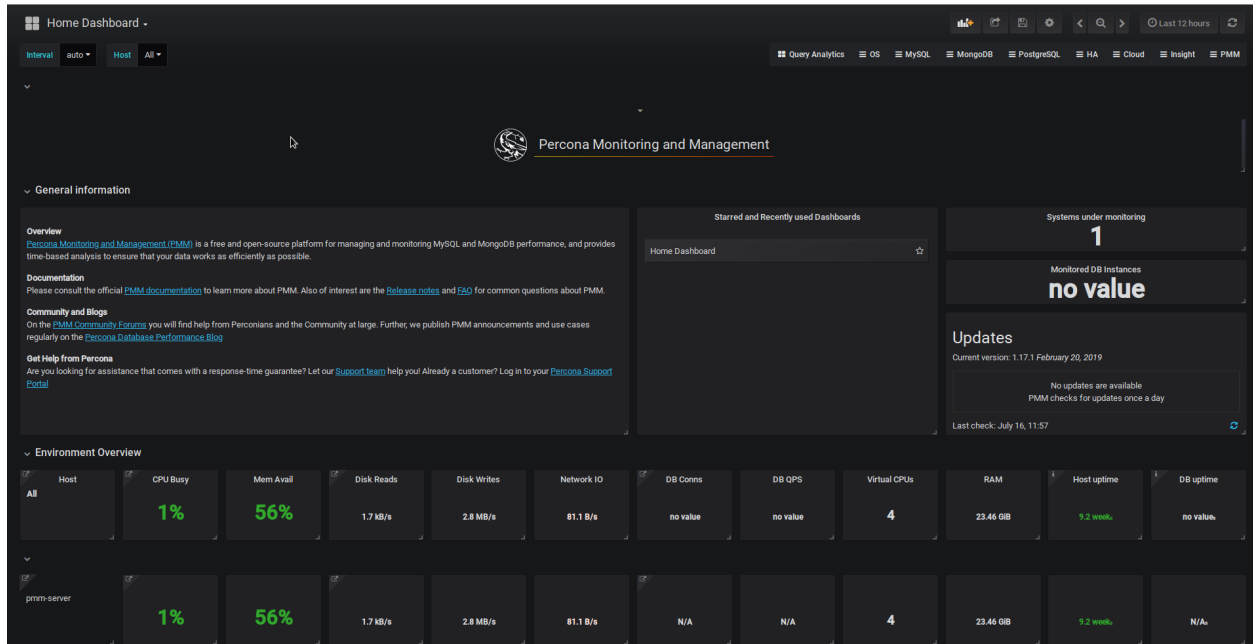 Home Dashboard
Last 12 hours
Interval auto Host All
Query Analytics OS MySQL MongoDB PostgreSQL HA Cloud Insight PMM
Percona Monitoring and Management
General information
Overview
Percona Monitoring and Management (PMM) is a free and open-source platform for managing and monitoring MySQL and MongoDB performance, and provides
time-based analysis to ensure that your data works as efficiently as possible.
Documentation
Please consult the official PMM documentation to learn more about PMM. Also of interest are the Release notes and FAQ for common questions about PMM.
Community and Blogs
On the PMM Community Forums you will find help from Perconians and the Community at large. Further, we publish PMM announcements and use cases
regularly on the Percona Database Performance Blog
Get Help from Percona
Are you looking for assistance that comes with a response-time guarantee? Let our Support team help you! Already a customer? Log in to your Percona Support
Portal
Starred and Recently used Dashboards
Home Dashboard
Systems under monitoring
1
Monitored DB Instances
no value
Updates
Current version: 1.17.1 February 20, 2019
No updates are available
PMM checks for updates once a day
Last check: July 16, 11:57
Environment Overview
Host CPU Busy Mem Avail Disk Reads Disk Writes Network IO DB Conns DB QPS Virtual CPUs RAM Host uptime DB uptime
All 1% 56% 1.7 kB/s 2.8 MB/s 81.1 B/s no value no value 4 23.46 GiB 9.2 weeks no values
pmm-server 1% 56% 1.7 kB/s 2.8 MB/s 81.1 B/s N/A N/A 4 23.46 GiB 9.2 weeks N/As